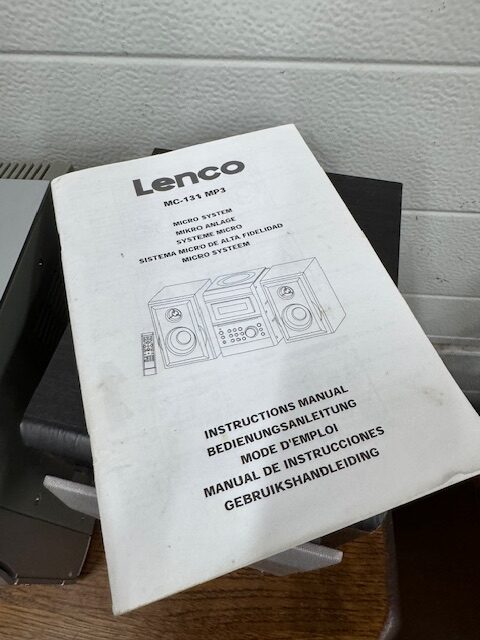 Lenco
MC-131 MP3
MICRO SYSTEM
MIKRO ANLAGE
SYSTEME MICRO
SISTEMA MICRO DE ALTA FIDELIDAD
MICRO SYSTEEM
INSTRUCTIONS MANUAL
BEDIENUNGSANLEITUNG
MODE D'EMPLOI
MANUAL DE INSTRUCCIONES
GEBRUIKSHANDLEIDING